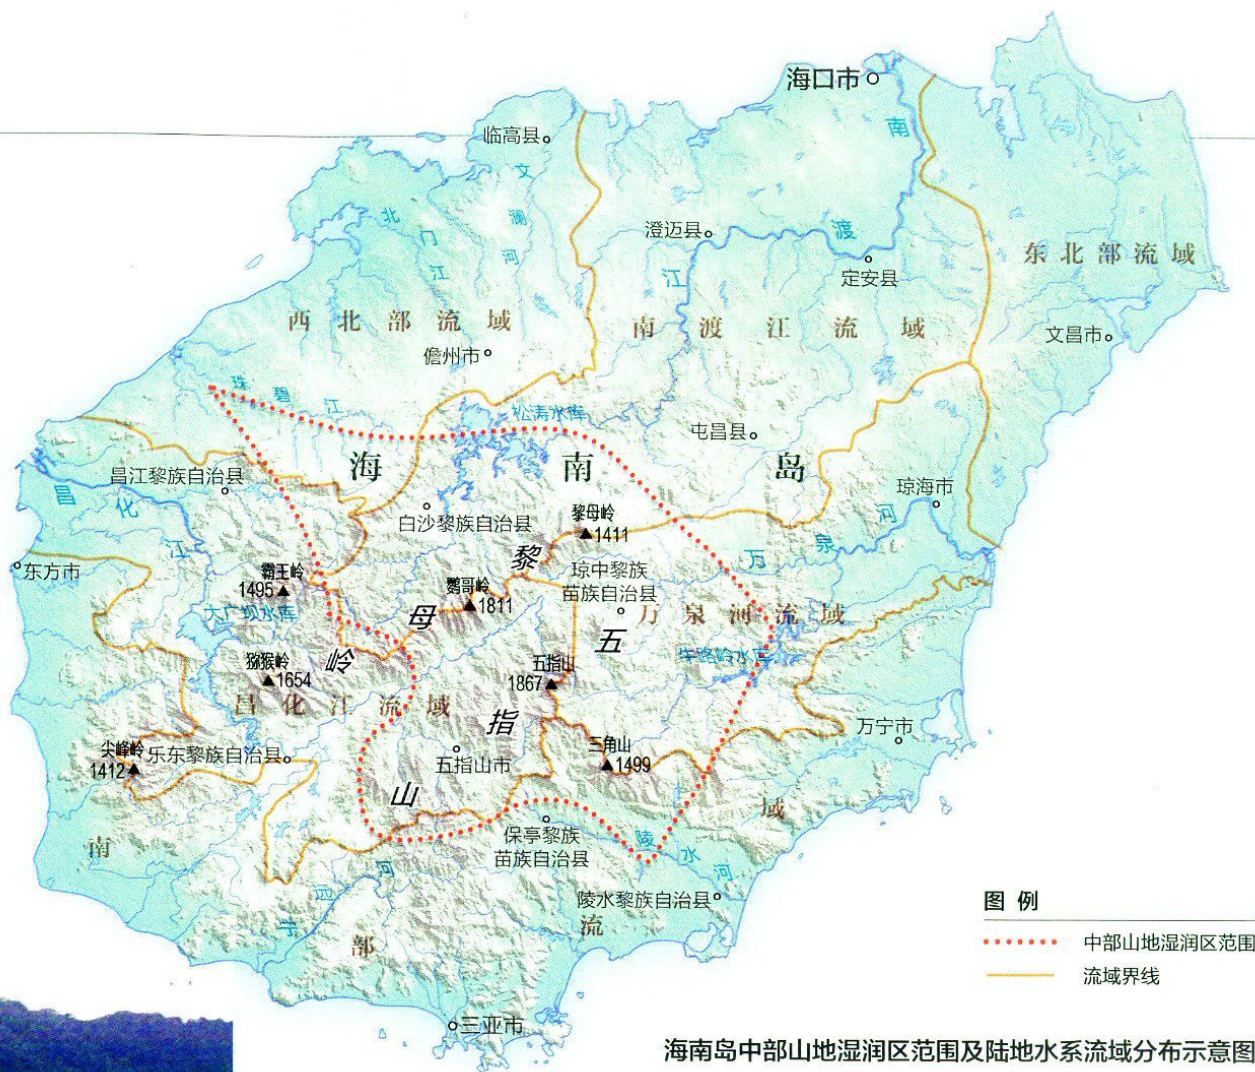 海口市
南
临高县
文
澜
河
北
门
江
澄迈县
渡
江
定安县
东北部流域
西北部流域
南渡江流域
文昌市
儋州市
珠碧江
松涛水库
屯昌县
海南岛
昌江黎族自治县
昌化江
琼海市
白沙黎族自治县
黎母岭
1411
万泉河
东方市
霸王岭
1495
鹦哥岭
1811
黎母岭
琼中黎族
苗族自治县
大广坝水库
万泉河流域
五指山
猕猴岭
1654
五指山
1867
牛路岭水库
昌化江流域
尖峰岭
1412
乐东黎族自治县
五指山市
三角山
1499
万宁市
南部流域
保亭黎族
苗族自治县
陵水河
宁远河
陵水黎族自治县
三亚市
图例
中部山地湿润区范围
流域界线
海南岛中部山地湿润区范围及陆地水系流域分布示意图